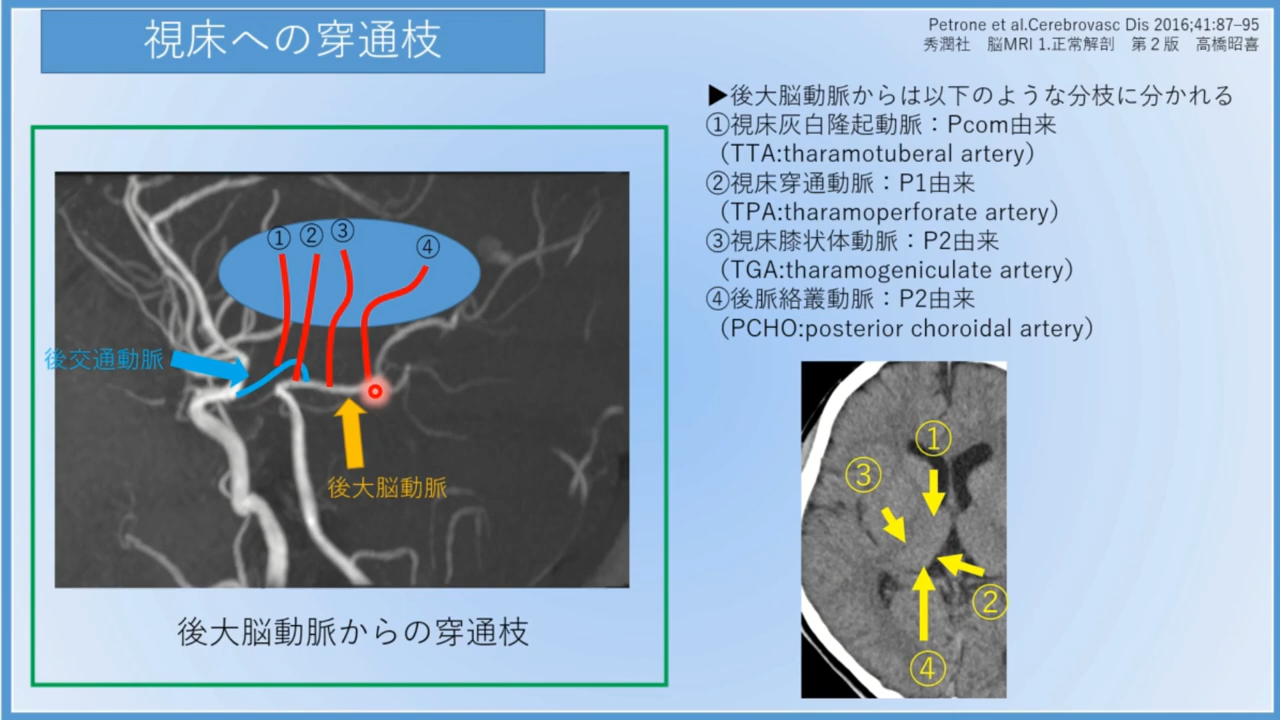 視床への穿通枝
Petrone et al.Cerebrovasc Dis 2016;41:87–95
秀潤社　脳MRI 1.正常解剖　第２版　高橋昭喜
▶後大脳動脈からは以下のような分枝に分かれる
①視床灰白隆起動脈：Pcom由来
（TTA:tharamotuberal artery）
②視床穿通動脈：P1由来
（TPA:tharamoperforate artery）
③視床膝状体動脈：P2由来
（TGA:tharamogeniculate artery）
④後脈絡叢動脈：P2由来
（PCHO:posterior choroidal artery）
① ② ③ ④
後交通動脈
後大脳動脈
後大脳動脈からの穿通枝
①
③
②
④